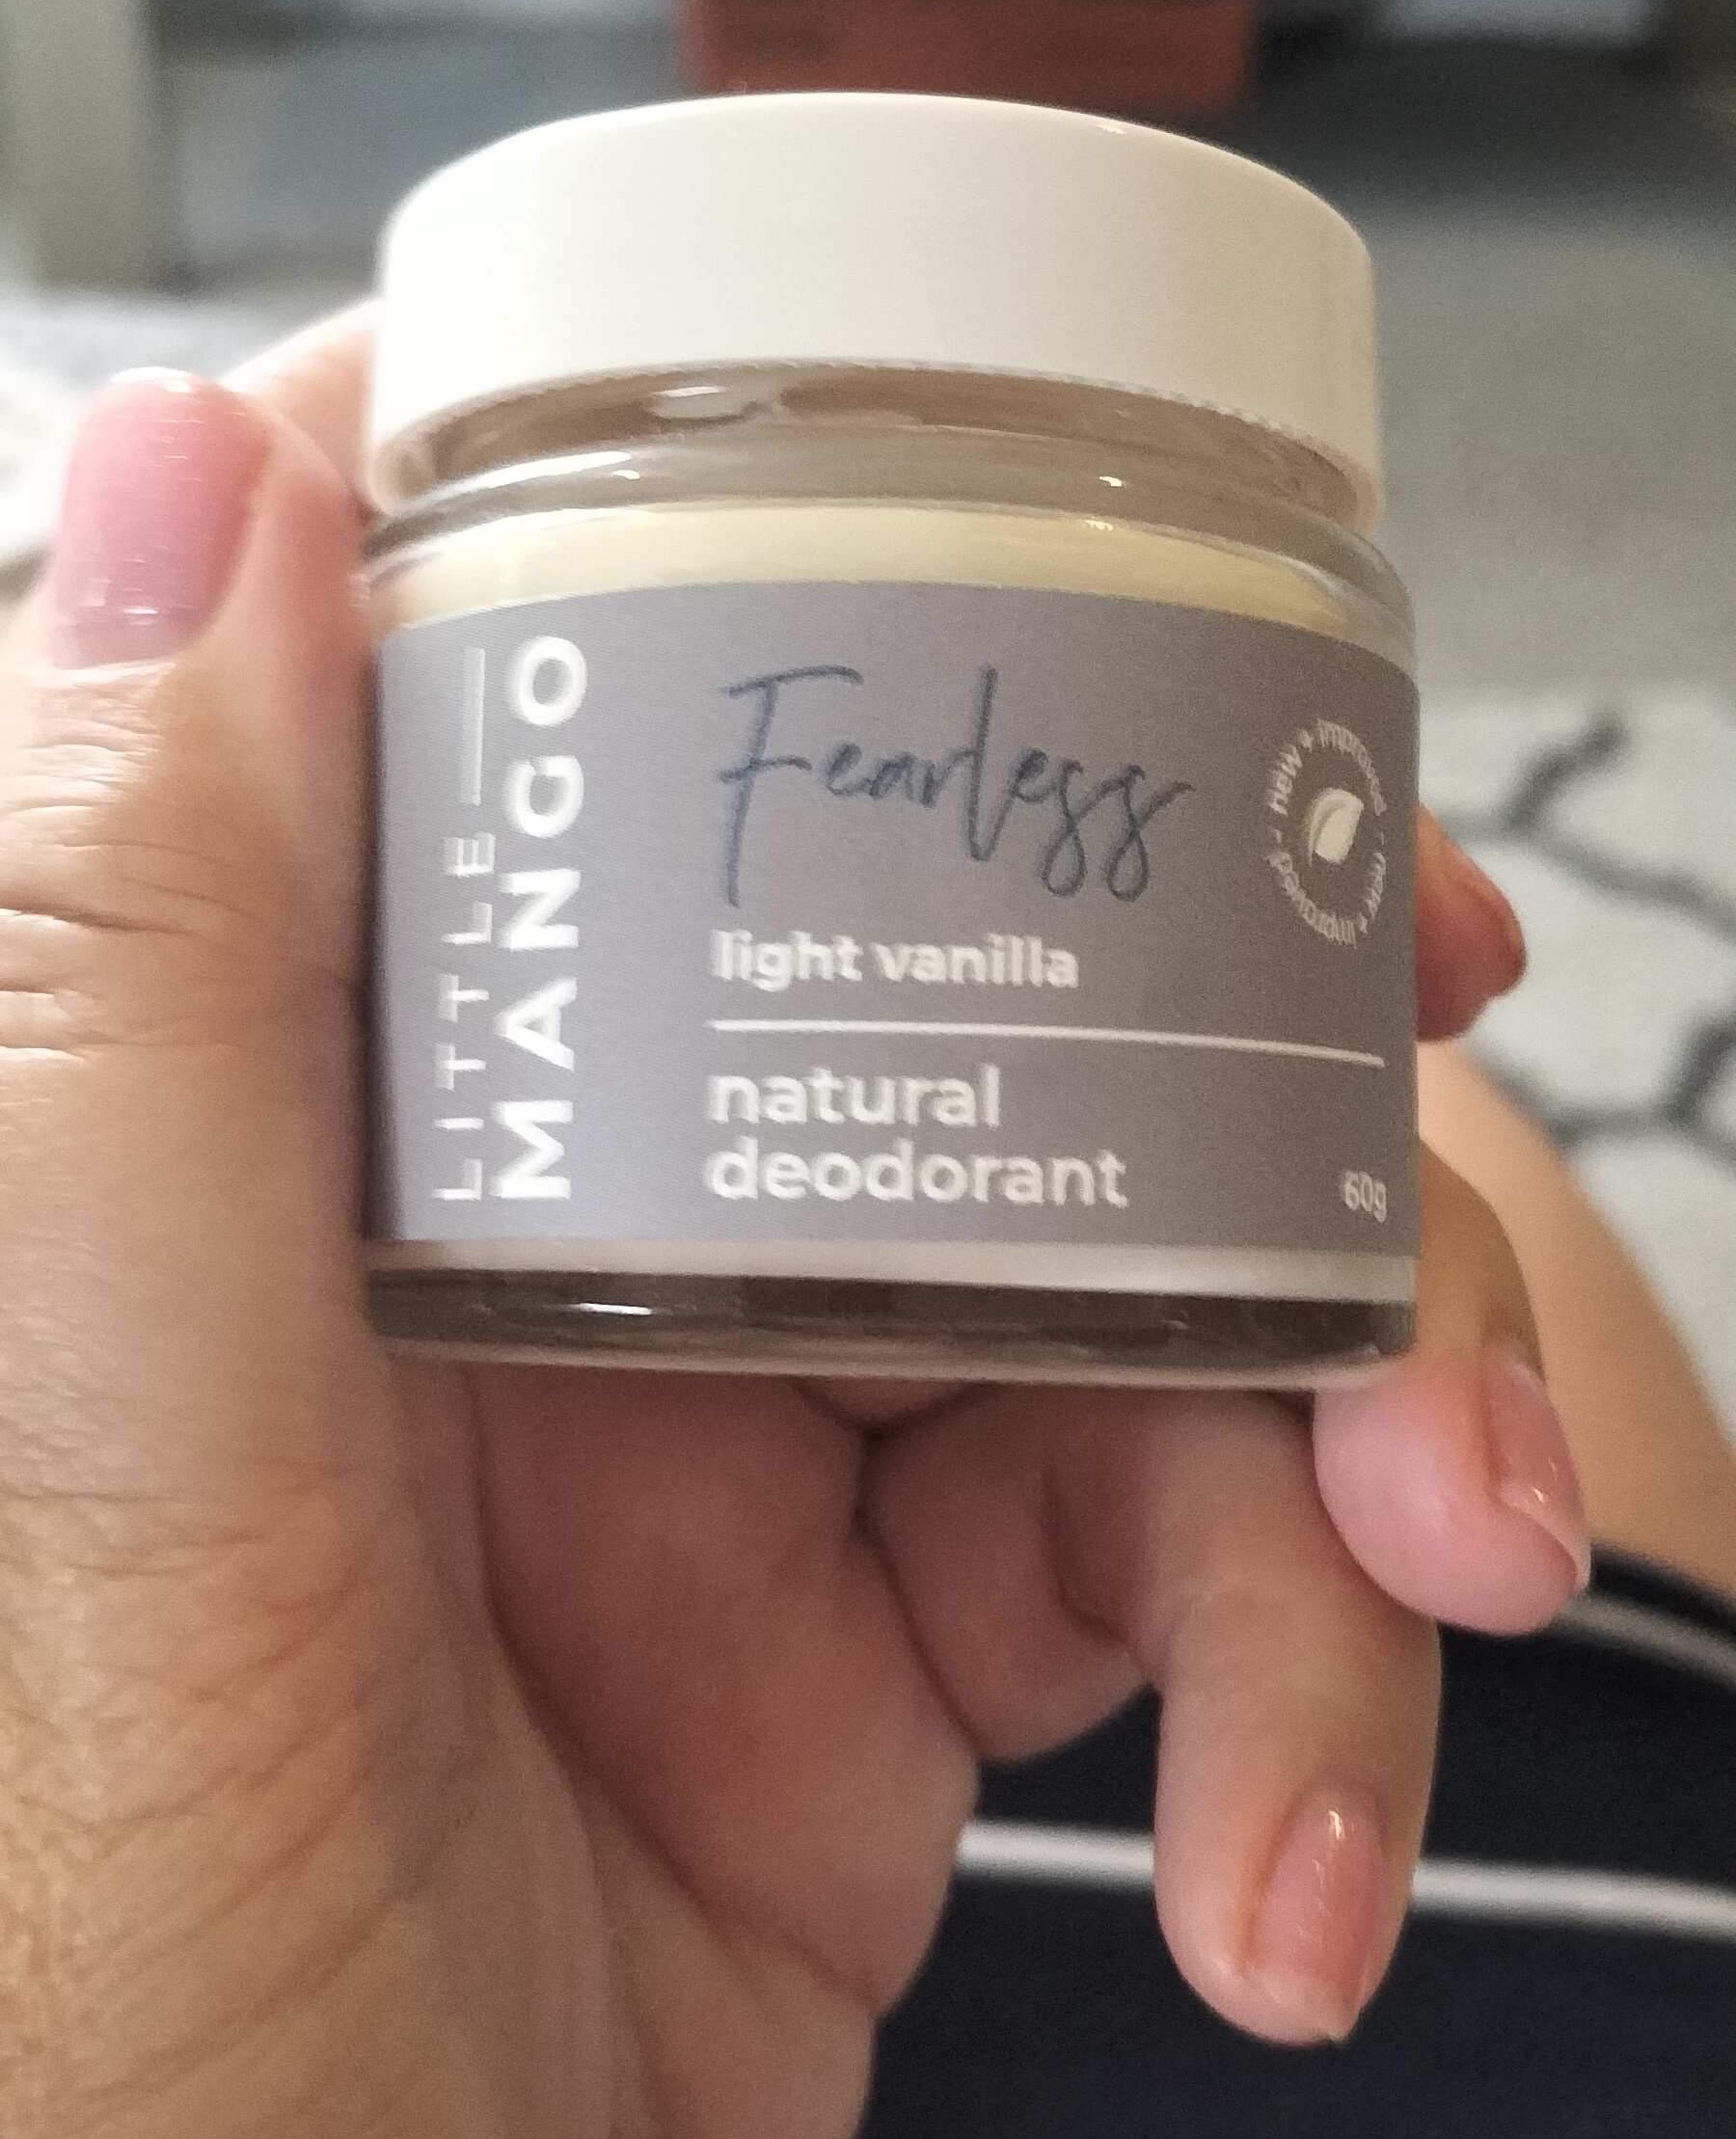 LITTLE
MANGO
Fearless
light vanilla
natural
deodorant
60g
new + improved · new + improved ·